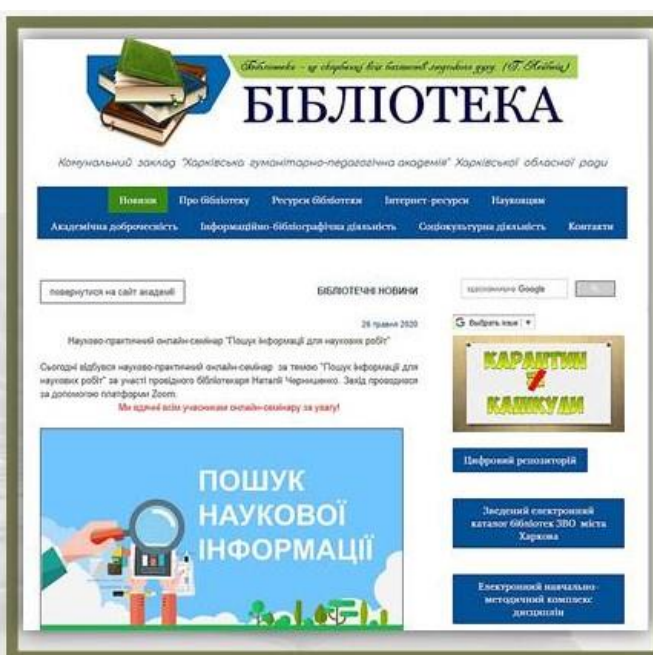 Бібліотека - це скарбниці всіх багатств людського духу. (Г. Лейбніц)
БІБЛІОТЕКА
Комунальний заклад "Харківська гуманітарно-педагогічна академія" Харківської обласної ради
Новини Про бібліотеку Ресурси бібліотеки Інтернет-ресурси Науковцям
Академічна доброчесність Інформаційно-бібліографічна діяльність Соціокультурна діяльність Контакти
повернутися на сайт академії
БІБЛІОТЕЧНІ НОВИНИ
26 травня 2020
Науково-практичний онлайн-семінар "Пошук інформації для наукових робіт"
Сьогодні відбувся науково-практичний онлайн-семінар за темою "Пошук інформації для
наукових робіт" за участі провідного бібліотекаря Наталії Чернишенко. Захід проводився
за допомогою платформи Zoom.
Ми вдячні всім учасникам онлайн-семінару за увагу!
ПОШУК
НАУКОВОЇ
ІНФОРМАЦІЇ
Google
G Выбрать язык ▼
КАРАНТИН
≠
КАНІКУЛИ
Цифровий репозиторій
Зведений електронний
каталог бібліотек ЗВО міста
Харкова
Електронний навчально-
методичний комплекс
дисциплін